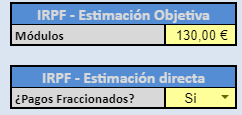 IRPF - Estimación Objetiva
Módulos 130,00 €
IRPF - Estimación directa
¿Pagos Fraccionados? Si